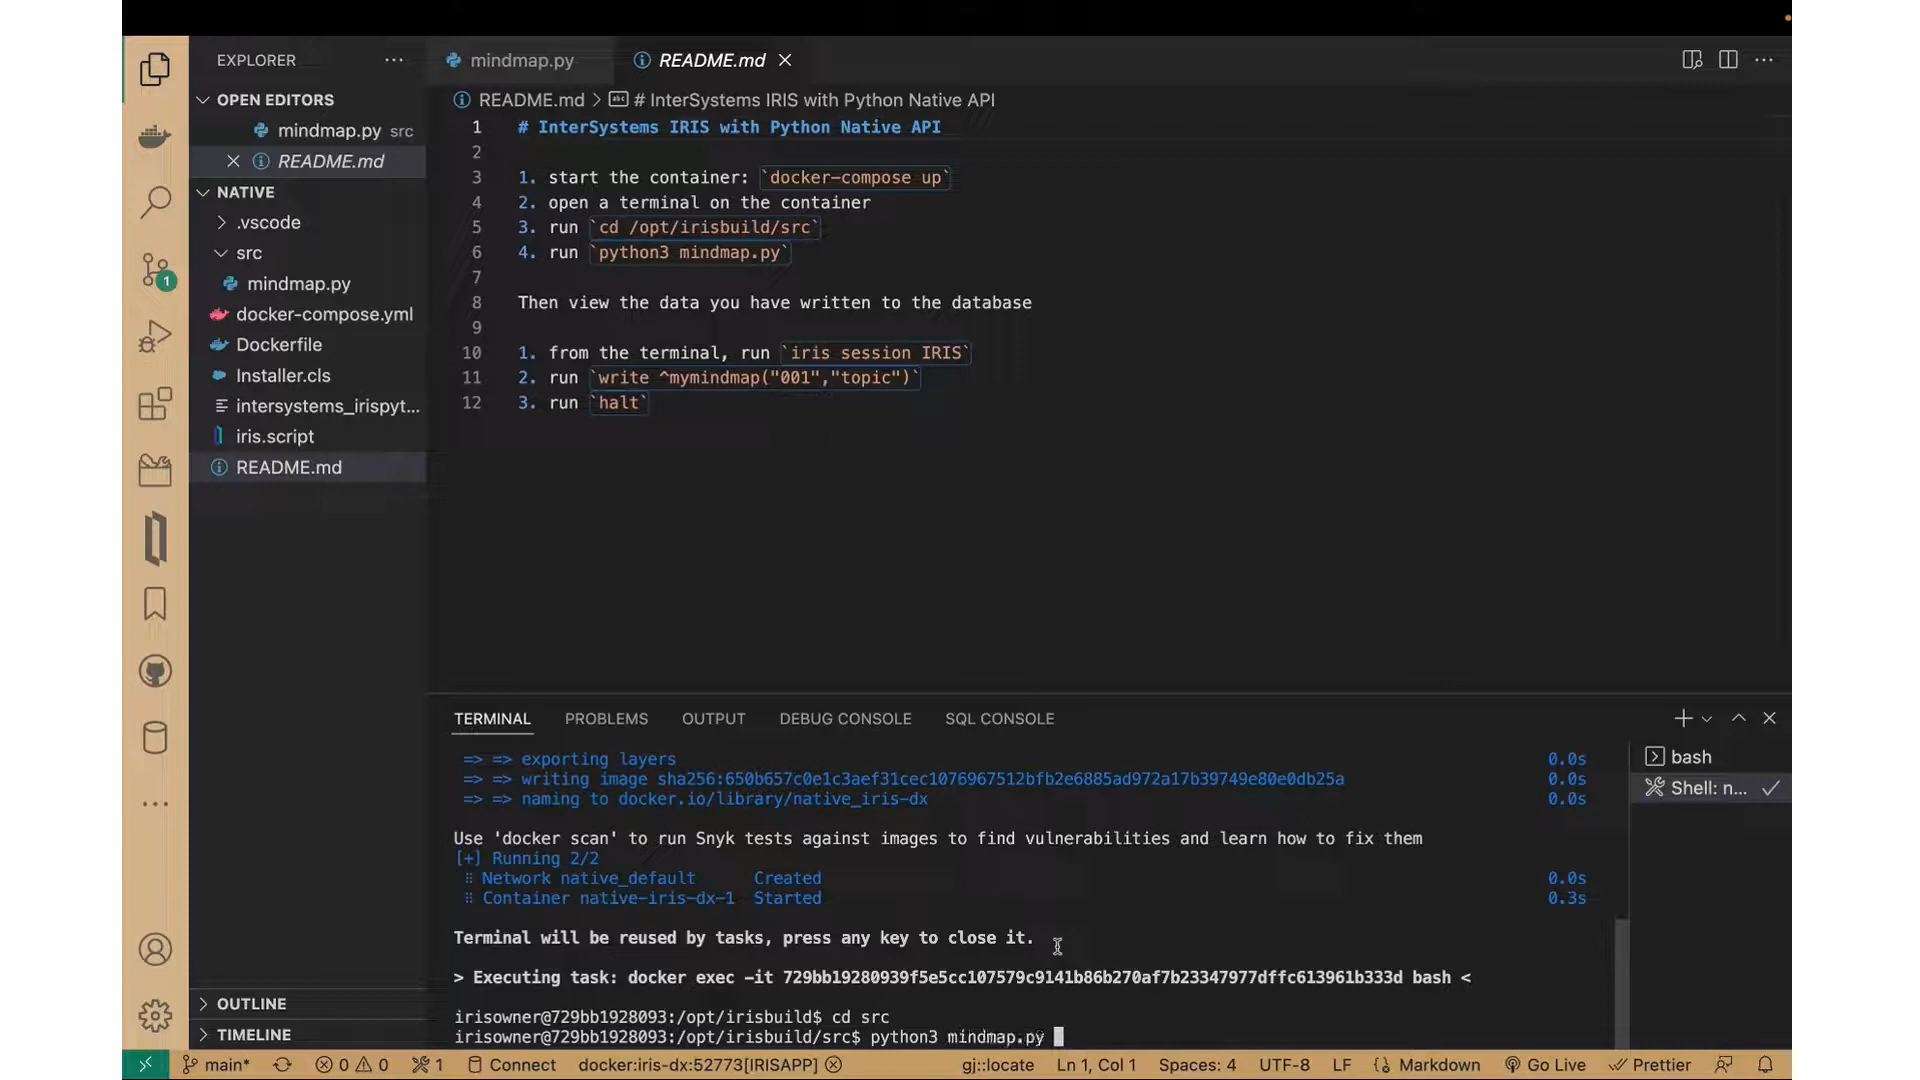 EXPLORER
OPEN EDITORS
mindmap.py src
README.md
NATIVE
.vscode
src
mindmap.py
docker-compose.yml
Dockerfile
Installer.cls
intersystems_irispyt...
iris.script
README.md
OUTLINE
TIMELINE
1
mindmap.py
README.md
README.md > # InterSystems IRIS with Python Native API
1 # InterSystems IRIS with Python Native API
2
3 1. start the container: `docker-compose up`
4 2. open a terminal on the container
5 3. run `cd /opt/irisbuild/src`
6 4. run `python3 mindmap.py`
7
8 Then view the data you have written to the database
9
10 1. from the terminal, run `iris session IRIS`
11 2. run `write ^mymindmap("001","topic")`
12 3. run `halt`
TERMINAL PROBLEMS OUTPUT DEBUG CONSOLE SQL CONSOLE
=> => exporting layers 0.0s
=> => writing image sha256:650b657c0e1c3aef31cec1076967512bfb2e6885ad972a17b39749e80e0db25a 0.0s
=> => naming to docker.io/library/native_iris-dx 0.0s
Use 'docker scan' to run Snyk tests against images to find vulnerabilities and learn how to fix them
[+] Running 2/2
⠿ Network native_default Created 0.0s
⠿ Container native-iris-dx-1 Started 0.3s
Terminal will be reused by tasks, press any key to close it.
> Executing task: docker exec -it 729bb19280939f5e5cc107579c9141b86b270af7b23347977dffc613961b333d bash <
irisowner@729bb1928093:/opt/irisbuild$ cd src
irisowner@729bb1928093:/opt/irisbuild/src$ python3 mindmap.py
bash
Shell: n...
main* 0 0 1 Connect docker:iris-dx:52773[IRISAPP] gj::locate Ln 1, Col 1 Spaces: 4 UTF-8 LF Markdown Go Live Prettier